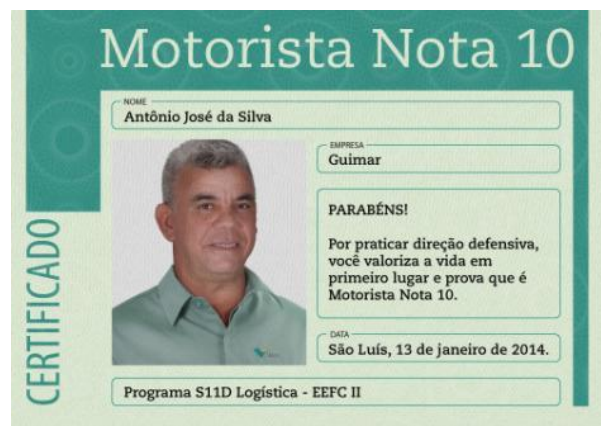 Motorista Nota 10
NOME
Antônio José da Silva
EMPRESA
Guimar
PARABÉNS!
Por praticar direção defensiva,
você valoriza a vida em
primeiro lugar e prova que é
Motorista Nota 10.
DATA
São Luís, 13 de janeiro de 2014.
CERTIFICADO
Programa S11D Logística - EEFC II